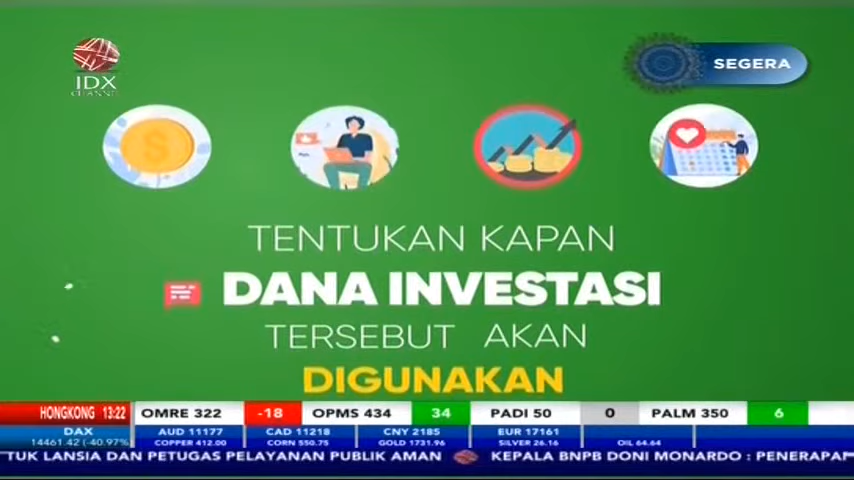 IDX
CHANNEL
SEGERA
TENTUKAN KAPAN
DANA INVESTASI
TERSEBUT AKAN
DIGUNAKAN
HONGKONG 13:22 OMRE 322 -18 OPMS 434 34 PADI 50 0 PALM 350 6
DAX AUD 11177 CAD 11218 CNY 2185 EUR 17161
14461.42 (-40.97%) COPPER 412.00 CORN 550.75 GOLD 1731.96 SILVER 26.16 OIL 64.64
TUK LANSIA DAN PETUGAS PELAYANAN PUBLIK AMAN KEPALA BNPB DONI MONARDO : PENERAPAN